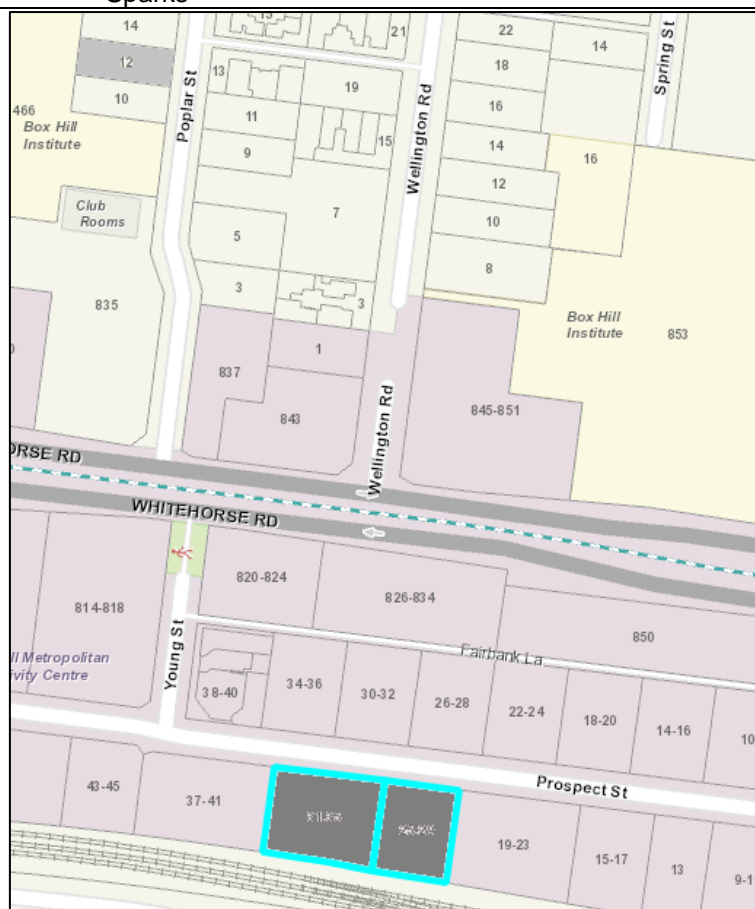 Sparks
14
15
21
22
14
12
18
Spring St
10
Poplar St
13
19
Wellington Rd
16
466
Box Hill
Institute
11
15
14
16
9
12
7
10
Club
Rooms
5
8
3
3
835
Box Hill
Institute
853
1
837
845-851
843
Wellington Rd
ORSE RD
WHITEHORSE RD
820-824
826-834
814-818
850
Young St
Fairbank La
ll Metropolitan
ivity Centre
38-40
34-36
30-32
26-28
22-24
18-20
14-16
10
Prospect St
43-45
37-41
19-23
15-17
13
9-1